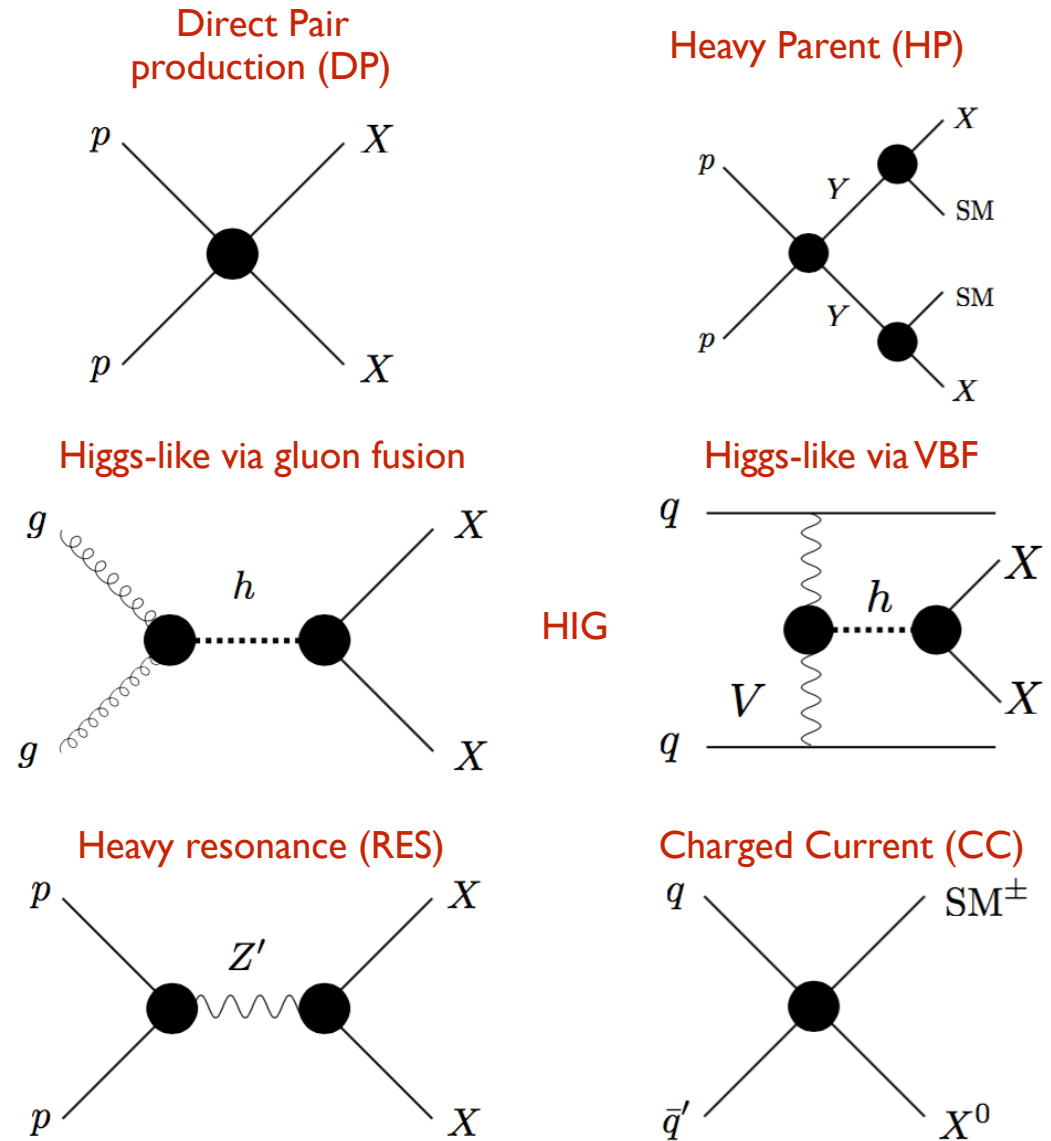 Direct Pair
production (DP)
p
X
p
X
Heavy Parent (HP)
p
Y
X
SM
p
Y
SM
X
Higgs-like via gluon fusion
g
h
X
g
X
HIG
Higgs-like via VBF
q
h
X
V
X
q
Heavy resonance (RES)
p
Z′
X
p
X
Charged Current (CC)
q
SM±
q̄′
X⁰